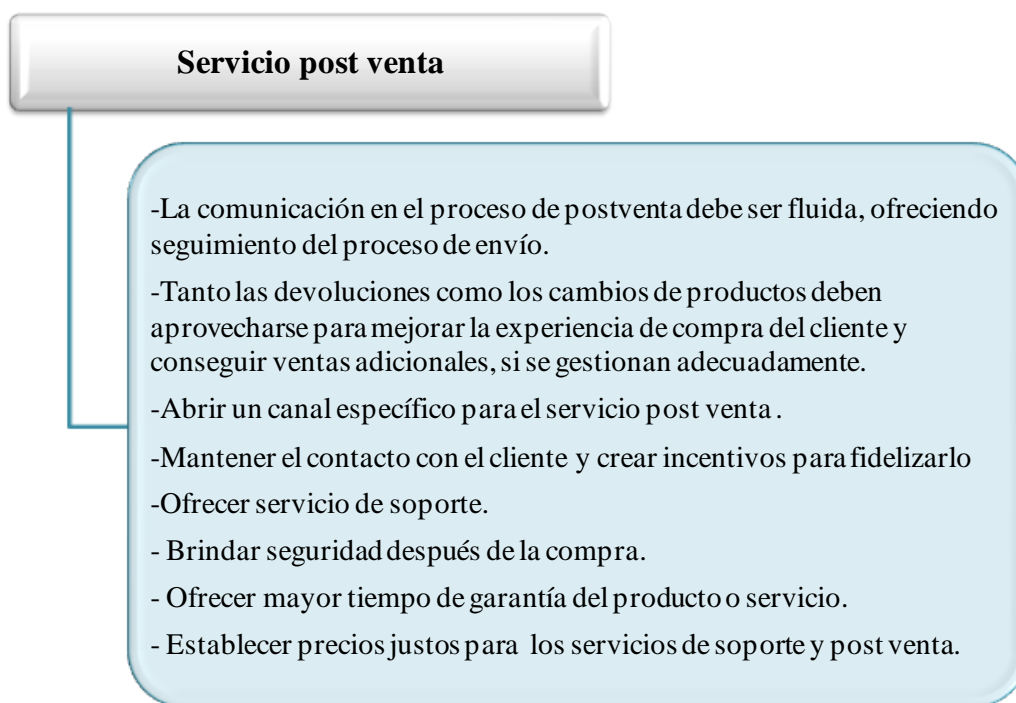 Servicio post venta
-La comunicación en el proceso de postventa debe ser fluida, ofreciendo
seguimiento del proceso de envío.
-Tanto las devoluciones como los cambios de productos deben
aprovecharse para mejorar la experiencia de compra del cliente y
conseguir ventas adicionales, si se gestionan adecuadamente.
-Abrir un canal específico para el servicio post venta .
-Mantener el contacto con el cliente y crear incentivos para fidelizarlo
-Ofrecer servicio de soporte.
- Brindar seguridad después de la compra.
- Ofrecer mayor tiempo de garantía del producto o servicio.
- Establecer precios justos para los servicios de soporte y post venta.